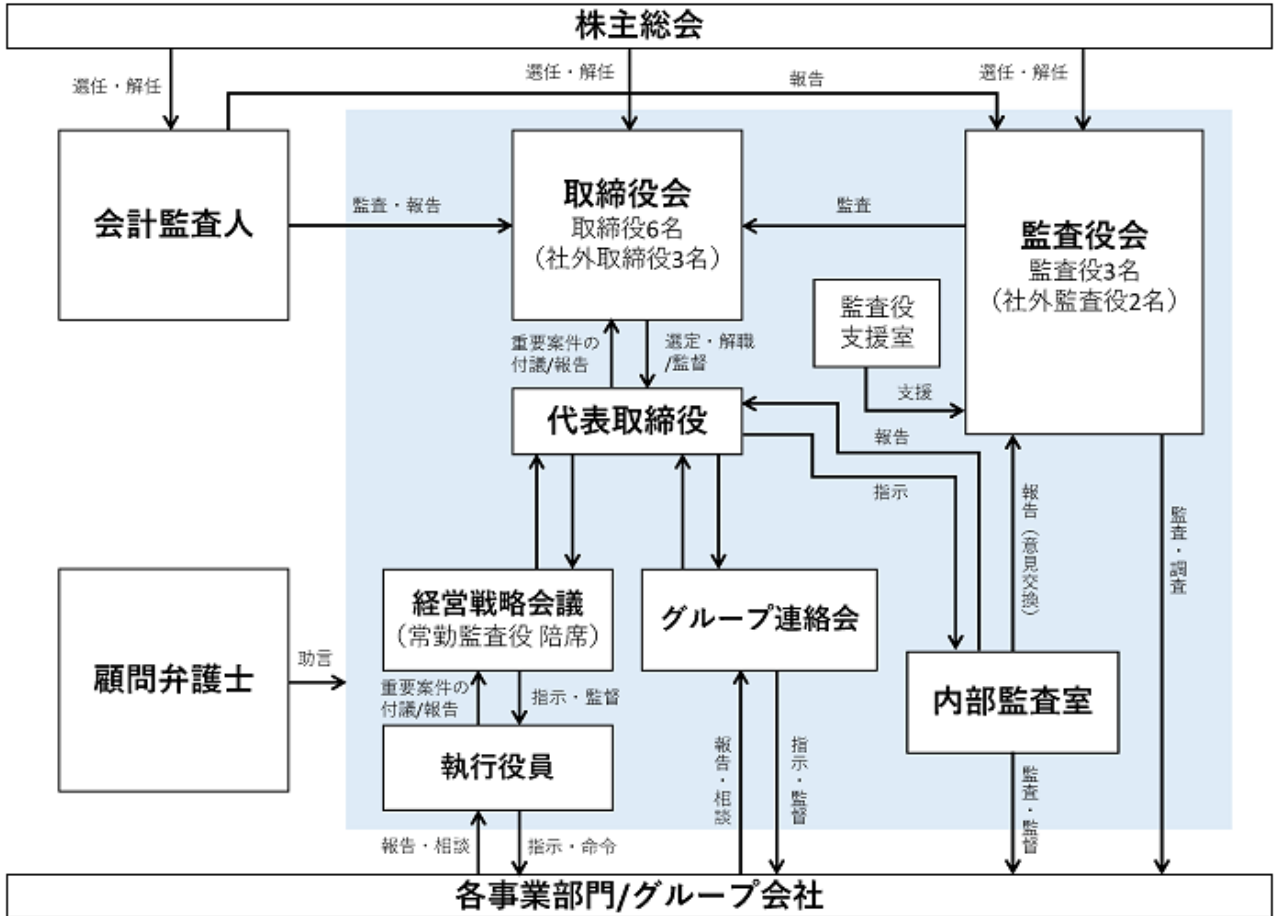 株主総会
選任・解任
選任・解任
選任・解任
報告
会計監査人
監査・報告
取締役会
取締役6名
（社外取締役3名）
監査
監査役会
監査役3名
（社外監査役2名）
監査役
支援室
支援
重要案件の
付議/報告
選定・解職
/監督
代表取締役
報告
指示
報告（意見交換）
監査・調査
経営戦略会議
（常勤監査役 陪席）
グループ連絡会
顧問弁護士
助言
内部監査室
重要案件の
付議/報告
指示・監督
執行役員
報告・相談
指示・監督
監査・監督
報告・相談
指示・命令
各事業部門/グループ会社